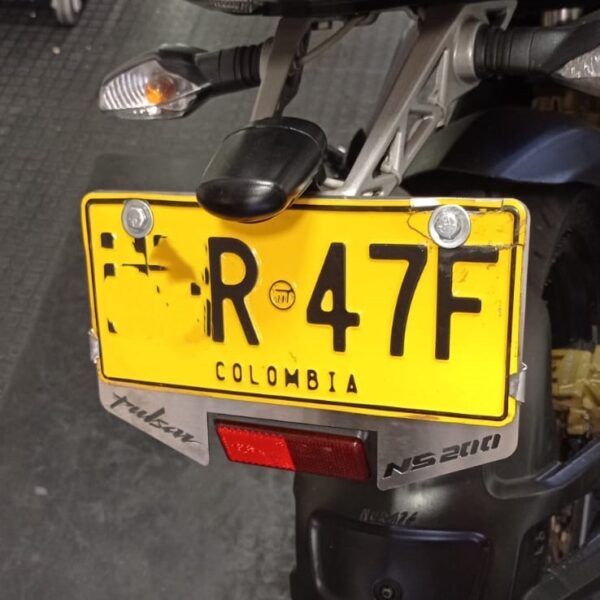 R 47F
COLOMBIA
pulsar
NS200